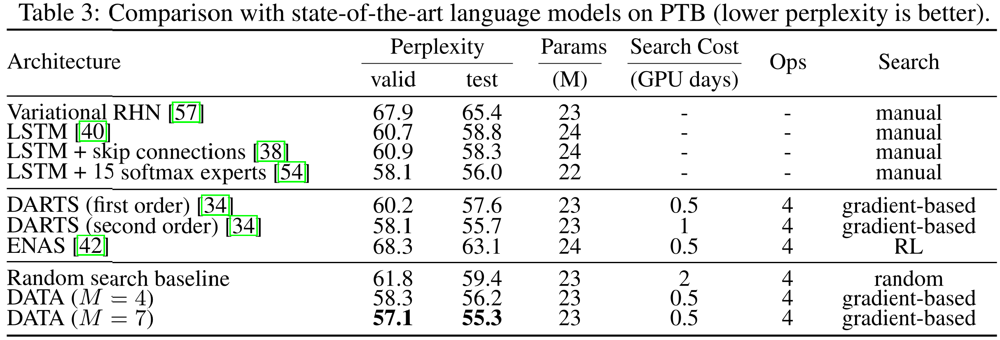 Table 3: Comparison with state-of-the-art language models on PTB (lower perplexity is better).
Architecture Perplexity Params Search Cost Ops Search
valid test (M) (GPU days)
Variational RHN [57] 67.9 65.4 23 - - manual
LSTM [40] 60.7 58.8 24 - - manual
LSTM + skip connections [38] 60.9 58.3 24 - - manual
LSTM + 15 softmax experts [54] 58.1 56.0 22 - - manual
DARTS (first order) [34] 60.2 57.6 23 0.5 4 gradient-based
DARTS (second order) [34] 58.1 55.7 23 1 4 gradient-based
ENAS [42] 68.3 63.1 24 0.5 4 RL
Random search baseline 61.8 59.4 23 2 4 random
DATA (M = 4) 58.3 56.2 23 0.5 4 gradient-based
DATA (M = 7) 57.1 55.3 23 0.5 4 gradient-based